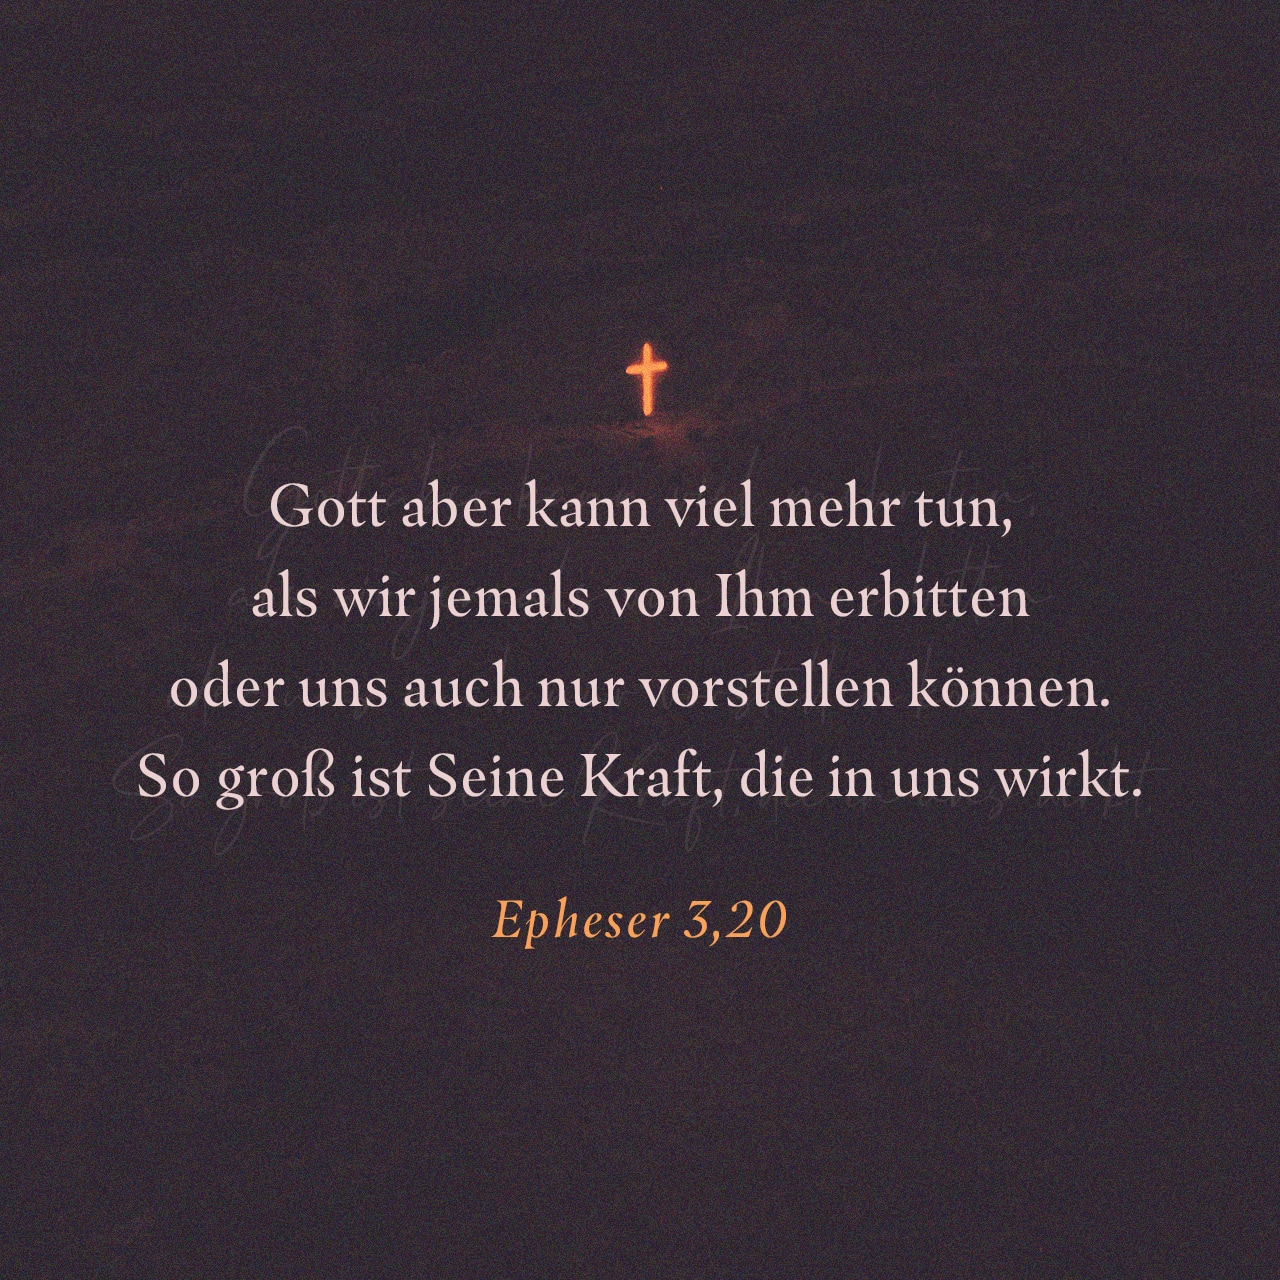 Gott aber kann viel mehr tun,
als wir jemals von Ihm erbitten
oder uns auch nur vorstellen können.
So groß ist Seine Kraft, die in uns wirkt.
Epheser 3,20